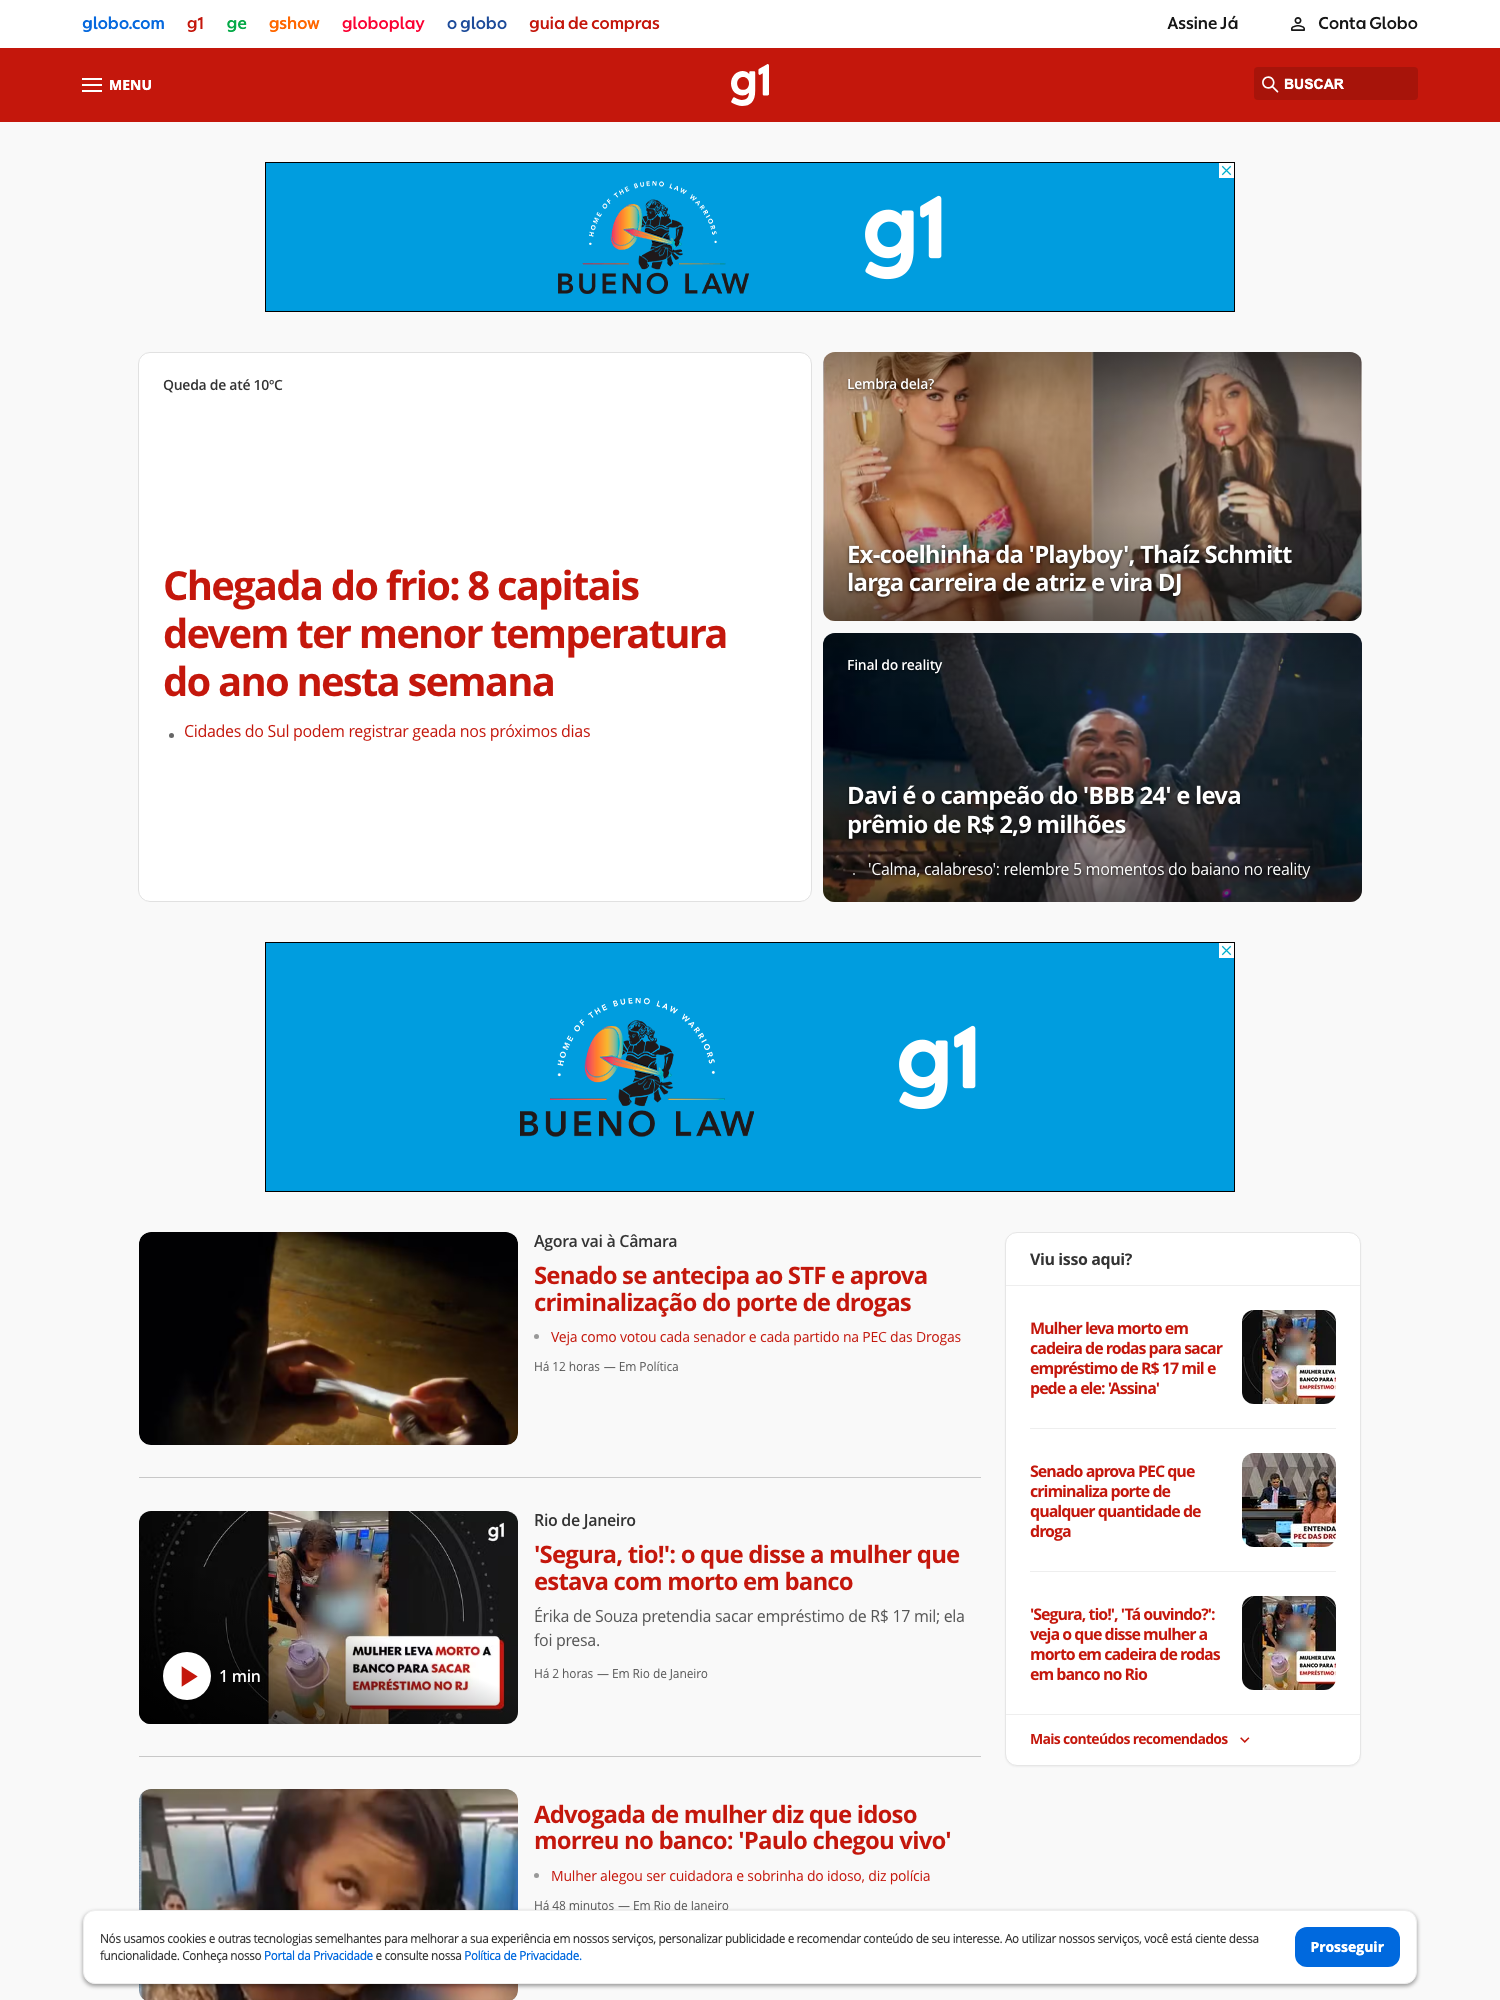 globo.com g1 ge gshow globoplay o globo guia de compras Assine Já Conta Globo
MENU g1 BUSCAR
• HOME OF THE BUENO LAW WARRIORS •
BUENO LAW
g1
Queda de até 10ºC
Chegada do frio: 8 capitais
devem ter menor temperatura
do ano nesta semana
Cidades do Sul podem registrar geada nos próximos dias
Lembra dela?
Ex-coelhinha da 'Playboy', Thaíz Schmitt
larga carreira de atriz e vira DJ
Final do reality
Davi é o campeão do 'BBB 24' e leva
prêmio de R$ 2,9 milhões
'Calma, calabreso': relembre 5 momentos do baiano no reality
• HOME OF THE BUENO LAW WARRIORS •
BUENO LAW
g1
Agora vai à Câmara
Senado se antecipa ao STF e aprova
criminalização do porte de drogas
Veja como votou cada senador e cada partido na PEC das Drogas
Há 12 horas — Em Política
g1
MULHER LEVA MORTO A
BANCO PARA SACAR
EMPRÉSTIMO NO RJ
1 min
Rio de Janeiro
'Segura, tio!': o que disse a mulher que
estava com morto em banco
Érika de Souza pretendia sacar empréstimo de R$ 17 mil; ela
foi presa.
Há 2 horas — Em Rio de Janeiro
Advogada de mulher diz que idoso
morreu no banco: 'Paulo chegou vivo'
Mulher alegou ser cuidadora e sobrinha do idoso, diz polícia
Há 48 minutos — Em Rio de Janeiro
Viu isso aqui?
Mulher leva morto em
cadeira de rodas para sacar
empréstimo de R$ 17 mil e
pede a ele: 'Assina'
MULHER LEVA
BANCO PARA
EMPRÉSTIMO
Senado aprova PEC que
criminaliza porte de
qualquer quantidade de
droga
ENTENDA
PEC DAS DRO
'Segura, tio!', 'Tá ouvindo?':
veja o que disse mulher a
morto em cadeira de rodas
em banco no Rio
MULHER LEVA
BANCO PARA
EMPRÉSTIMO
Mais conteúdos recomendados
Nós usamos cookies e outras tecnologias semelhantes para melhorar a sua experiência em nossos serviços, personalizar publicidade e recomendar conteúdo de seu interesse. Ao utilizar nossos serviços, você está ciente dessa
funcionalidade. Conheça nosso Portal da Privacidade e consulte nossa Política de Privacidade.
Prosseguir